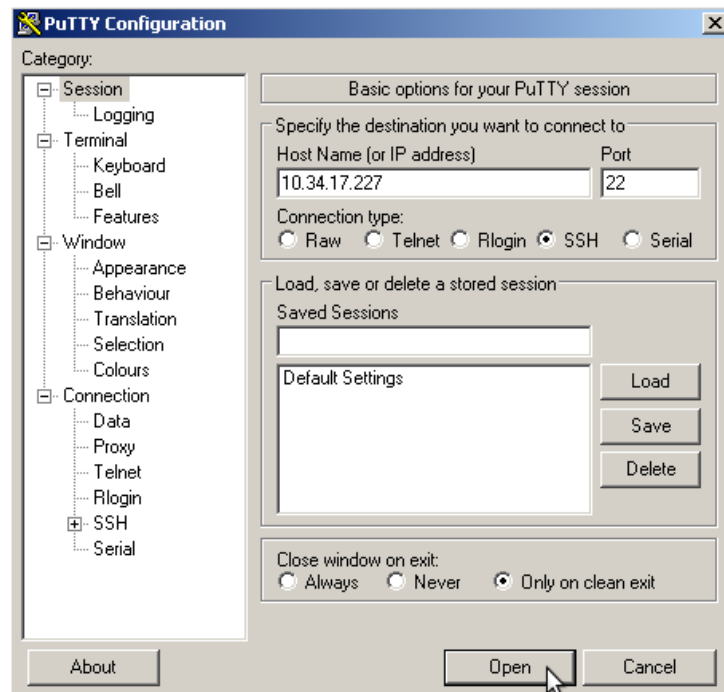 PuTTY Configuration
Category:
Session
Logging
Terminal
Keyboard
Bell
Features
Window
Appearance
Behaviour
Translation
Selection
Colours
Connection
Data
Proxy
Telnet
Rlogin
SSH
Serial
Basic options for your PuTTY session
Specify the destination you want to connect to
Host Name (or IP address) Port
10.34.17.227 22
Connection type:
Raw Telnet Rlogin SSH Serial
Load, save or delete a stored session
Saved Sessions
Default Settings
Load
Save
Delete
Close window on exit:
Always Never Only on clean exit
About Open Cancel